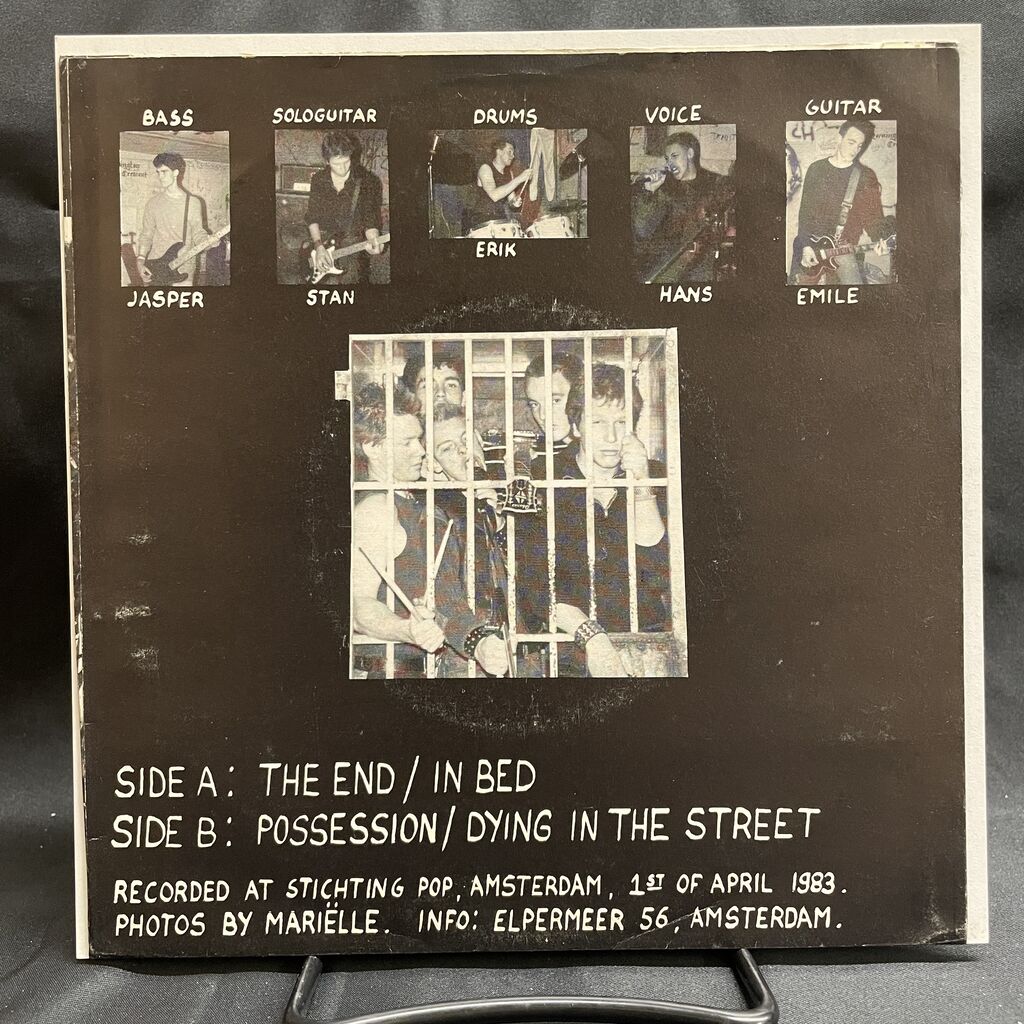 BASS
SOLOGUITAR
DRUMS
VOICE
GUITAR
JASPER
STAN
ERIK
HANS
EMILE
SIDE A: THE END / IN BED
SIDE B: POSSESSION / DYING IN THE STREET
RECORDED AT STICHTING POP, AMSTERDAM, 1ST OF APRIL 1983.
PHOTOS BY MARIËLLE. INFO: ELPERMEER 56, AMSTERDAM.